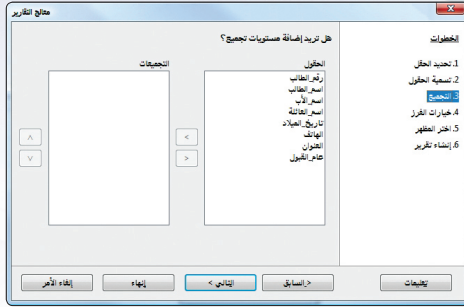 معالج التقارير
الخطوات
1. تحديد الحقل
2. تسمية الحقول
3. التجميع
4. خيارات الفرز
5. اختر المظهر
6. إنشاء تقرير
هل تريد إضافة مستويات تجميع؟
الحقول
رقم_الطالب
اسم_الطالب
اسم_الأب
اسم_العائلة
تاريخ_الميلاد
الهاتف
العنوان
عام_القبول
التجميعات
>
<
تعليمات
< السابق
التالي >
إنهاء
إلغاء الأمر